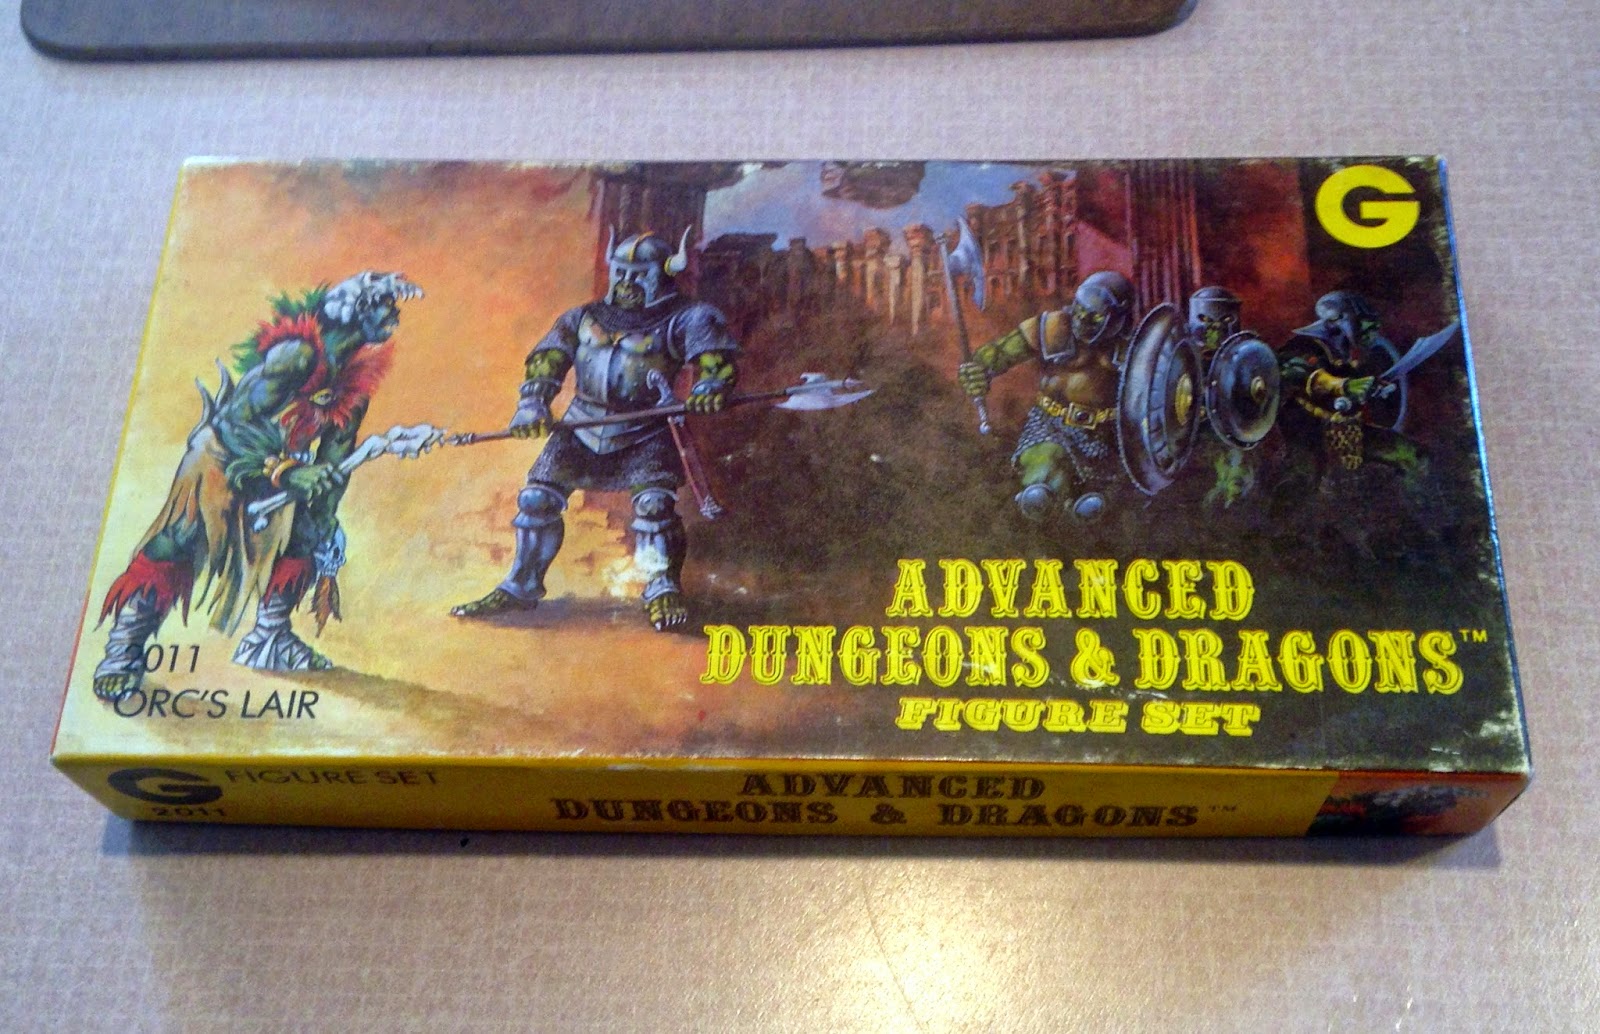 G
2011
ORC'S LAIR
ADVANCED
DUNGEONS & DRAGONS™
FIGURE SET
G FIGURE SET
2011
ADVANCED
DUNGEONS & DRAGONS™